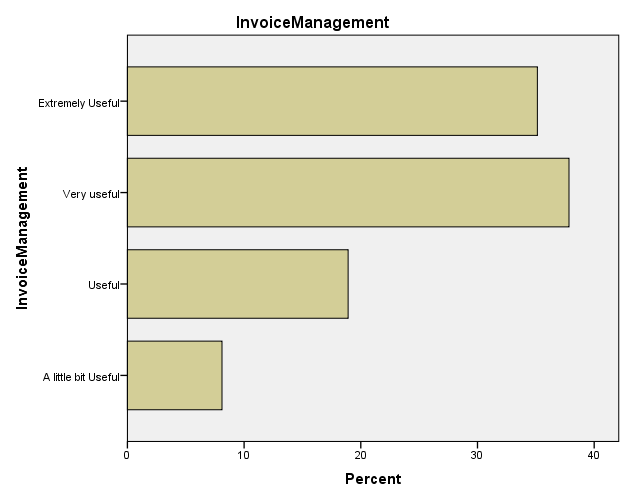 InvoiceManagement
InvoiceManagement
Extremely Useful
Very useful
Useful
A little bit Useful
0 10 20 30 40
Percent